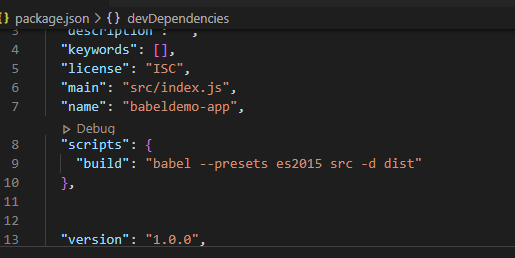 package.json > devDependencies
3 "description": "",
4 "keywords": [],
5 "license": "ISC",
6 "main": "src/index.js",
7 "name": "babeldemo-app",
Debug
8 "scripts": {
9 "build": "babel --presets es2015 src -d dist"
10 },
11
12
13 "version": "1.0.0",